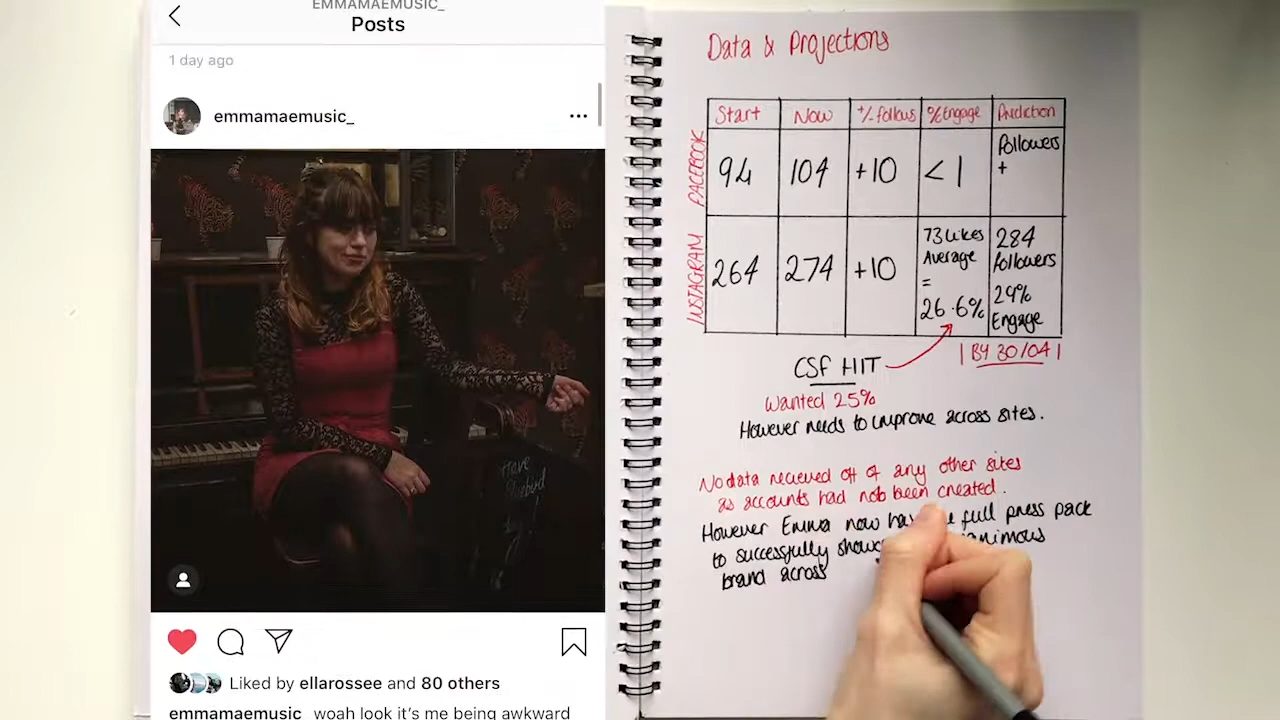 EMMAMAEMUSIC_
Posts
1 day ago
emmamaemusic_
Have
Bluebird
day!
Liked by ellarossee and 80 others
emmamaemusic woah look it's me being awkward
Data & Projections
Start Now +/- follows % Engage Prediction
FACEBOOK 94 104 +10 < 1 Followers
+
INSTAGRAM 264 274 +10 73 Likes
Average
=
26.6%
284
followers
29%
Engage
| BY 30/04 |
CSF HIT
Wanted 25%
However needs to improve across sites.
No data recieved off of any other sites
as accounts had not been created.
However Emma now full press pack
to successfully
brand across